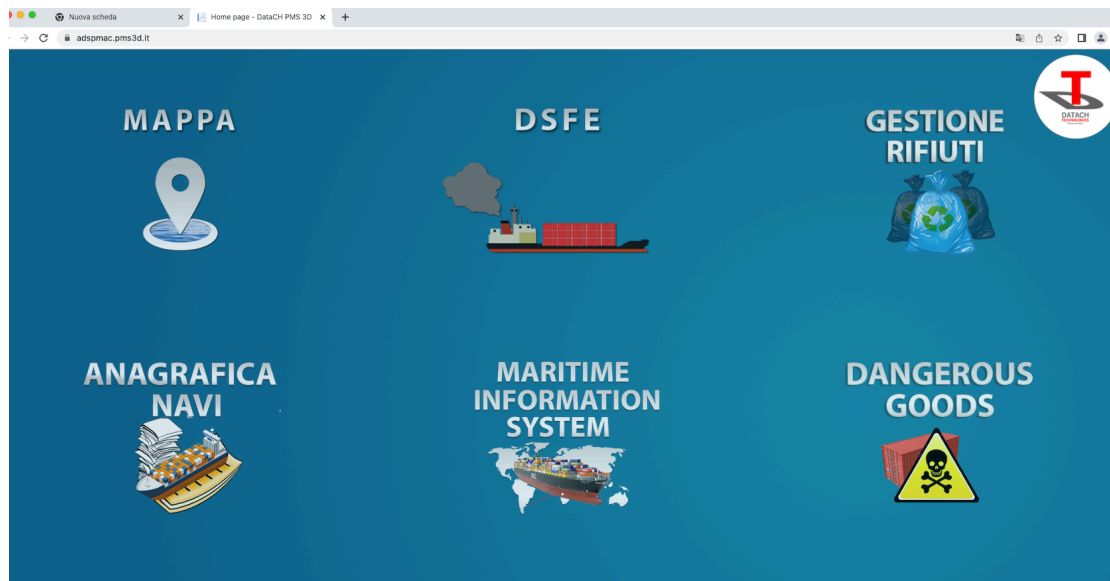 Nuova scheda
Home page - DataCH PMS 3D
adspmac.pms3d.it
MAPPA
DSFE
GESTIONE
RIFIUTI
T
DATACH
TECHNOLOGIES
ANAGRAFICA
NAVI
MARITIME
INFORMATION
SYSTEM
DANGEROUS
GOODS